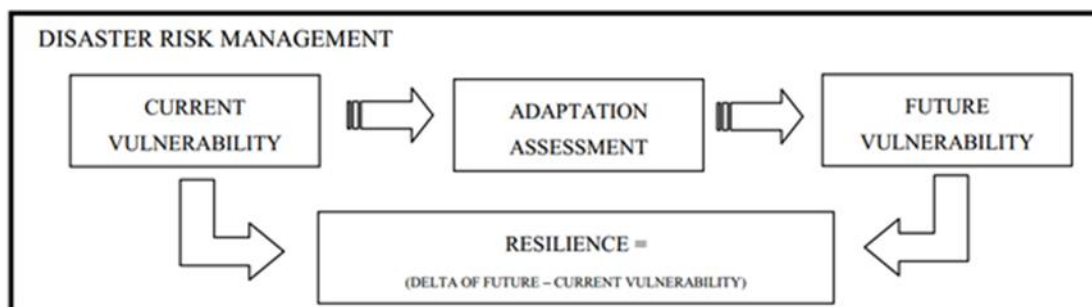 DISASTER RISK MANAGEMENT
CURRENT
VULNERABILITY
ADAPTATION
ASSESSMENT
FUTURE
VULNERABILITY
RESILIENCE =
(DELTA OF FUTURE – CURRENT VULNERABILITY)